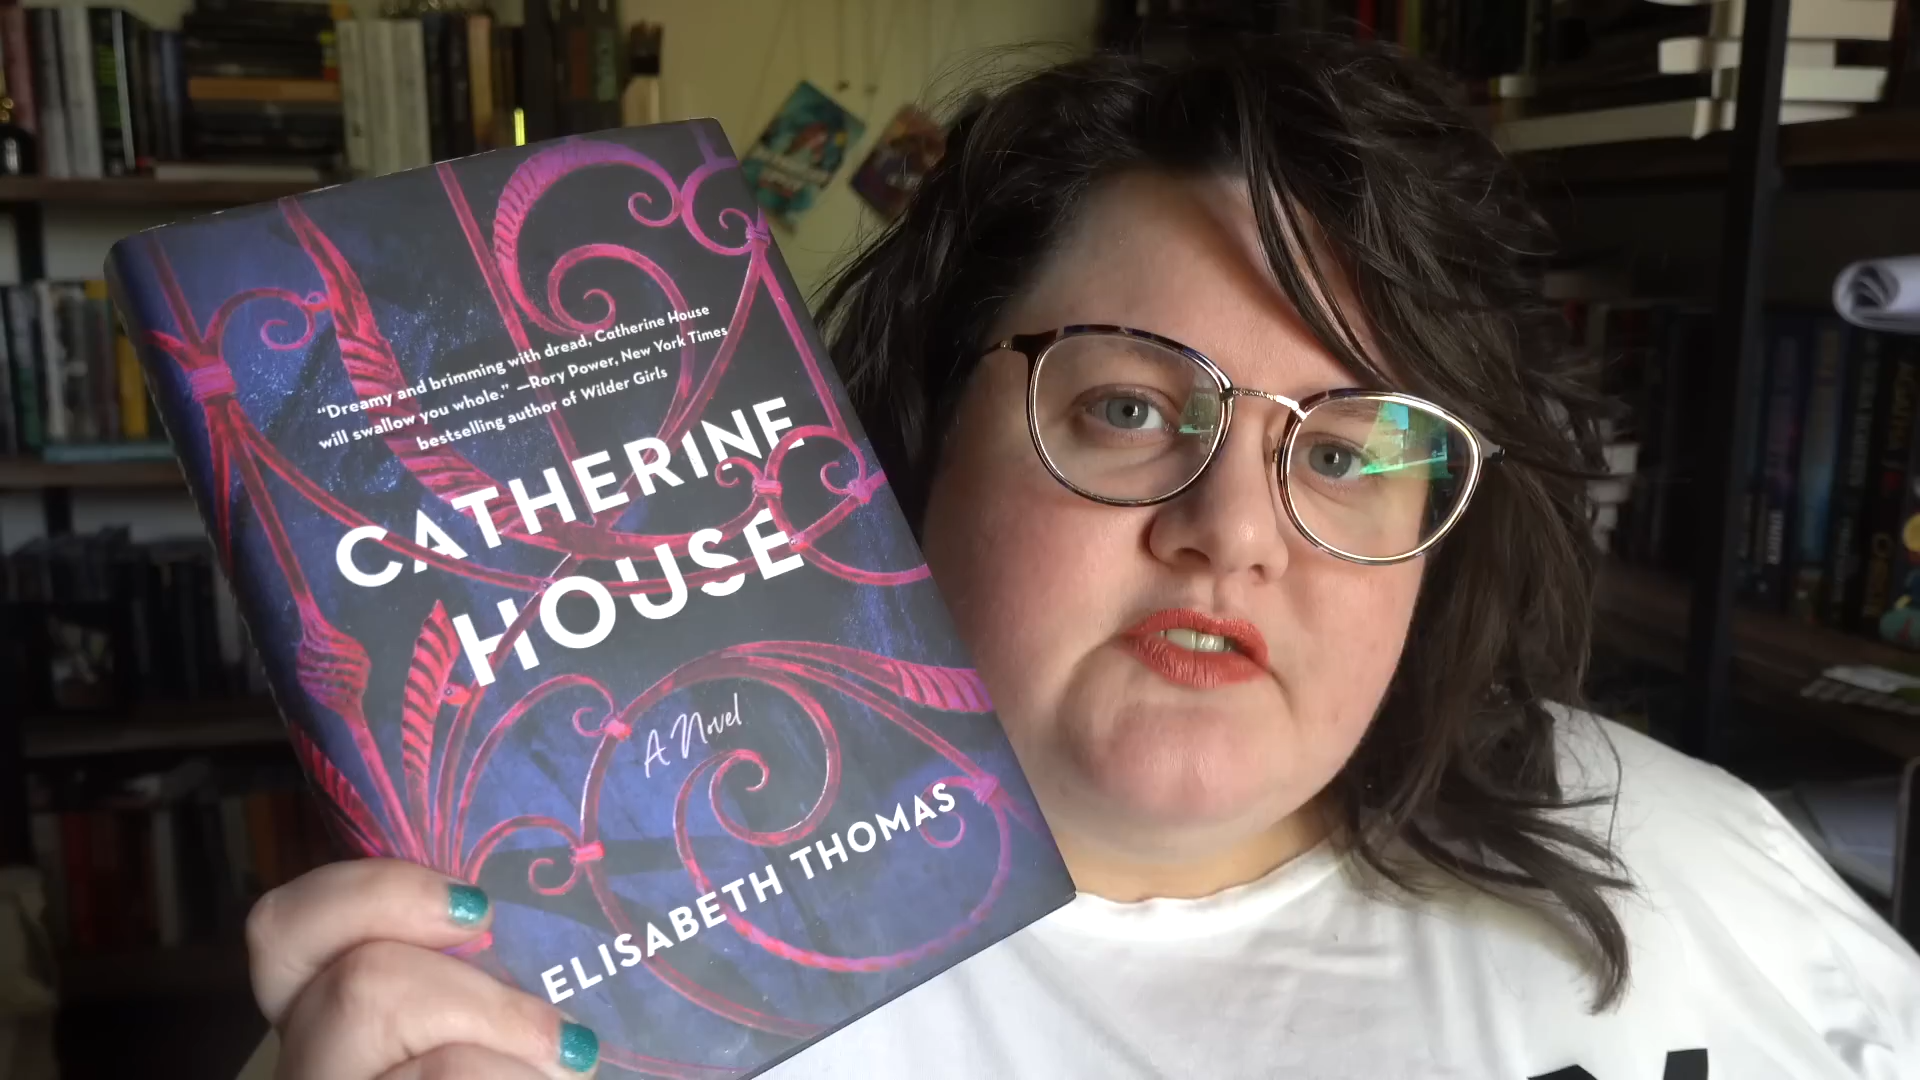 “Dreamy and brimming with dread, Catherine House
will swallow you whole.” —Rory Power, New York Times
bestselling author of Wilder Girls
CATHERINE
HOUSE
A Novel
ELISABETH THOMAS